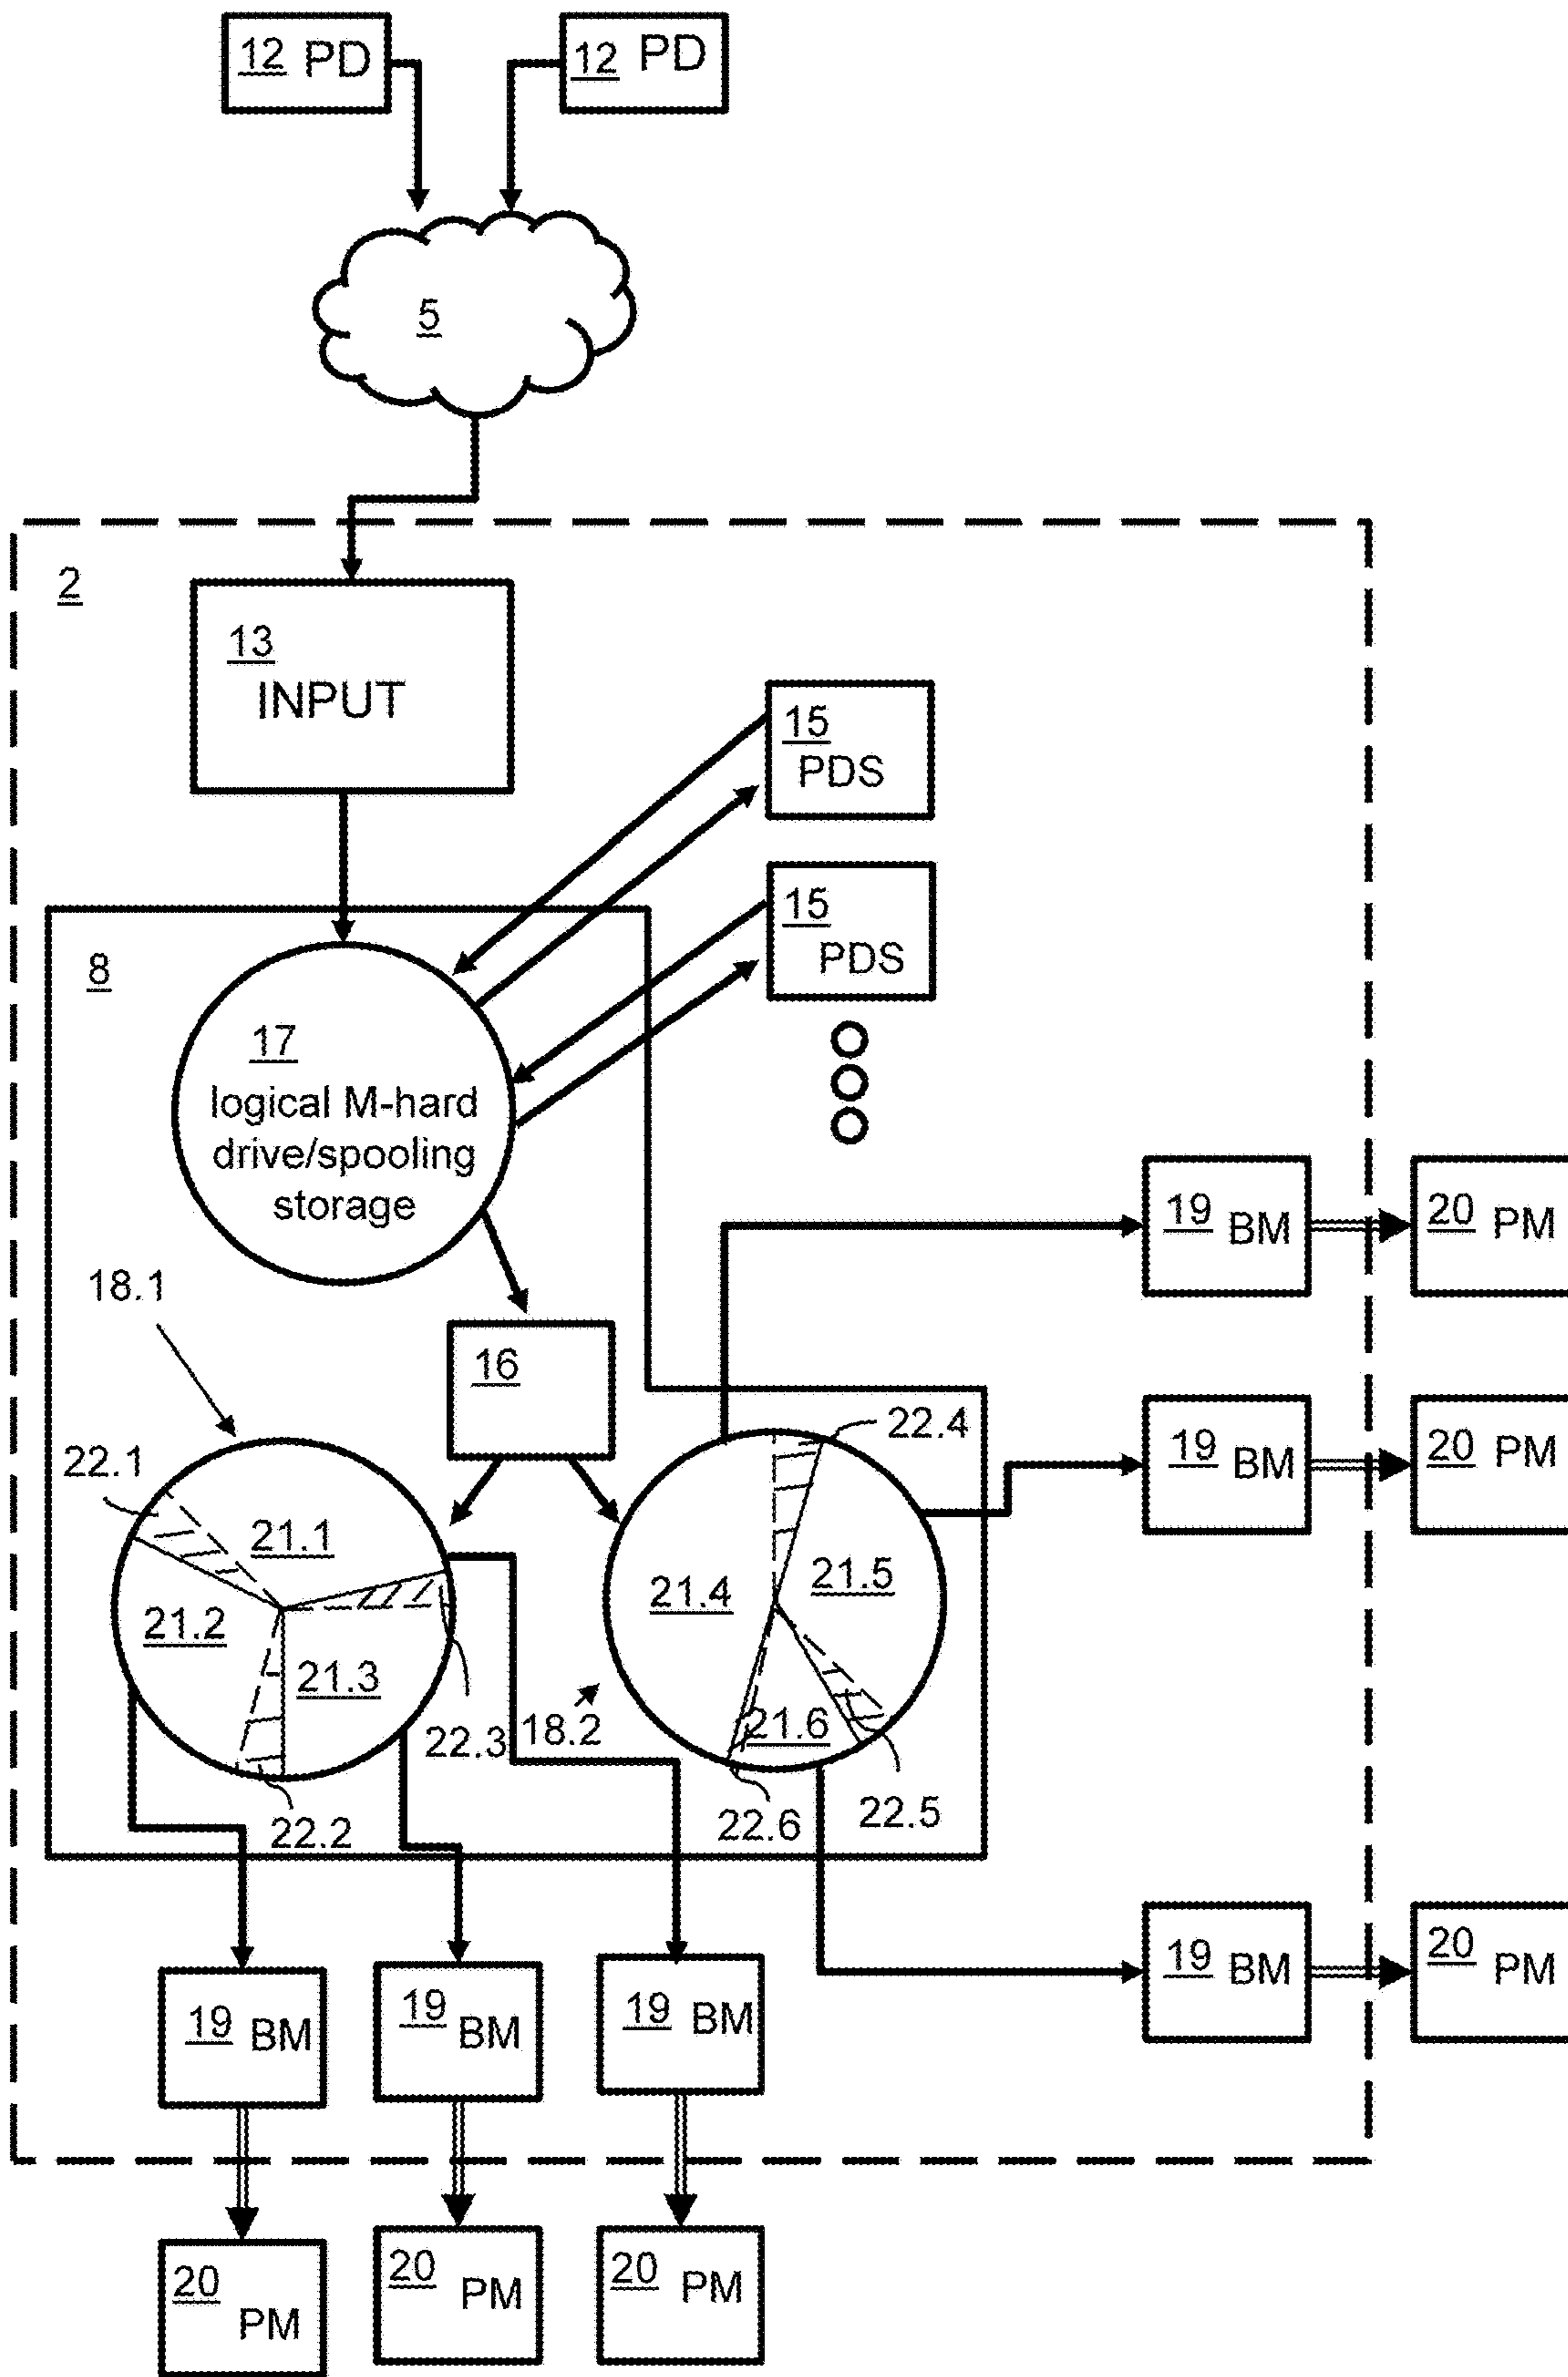 12 PD
12 PD
5
2
13
INPUT
15
PDS
15
PDS
8
17
logical M-hard
drive/spooling
storage
19 BM
20 PM
18.1
16
22.4
19 BM
20 PM
22.1
21.1
21.2
21.3
21.4
21.5
21.6
22.3
18.2
22.2
22.6
22.5
19 BM
20 PM
19 BM
19 BM
19 BM
20 PM
20 PM
20 PM